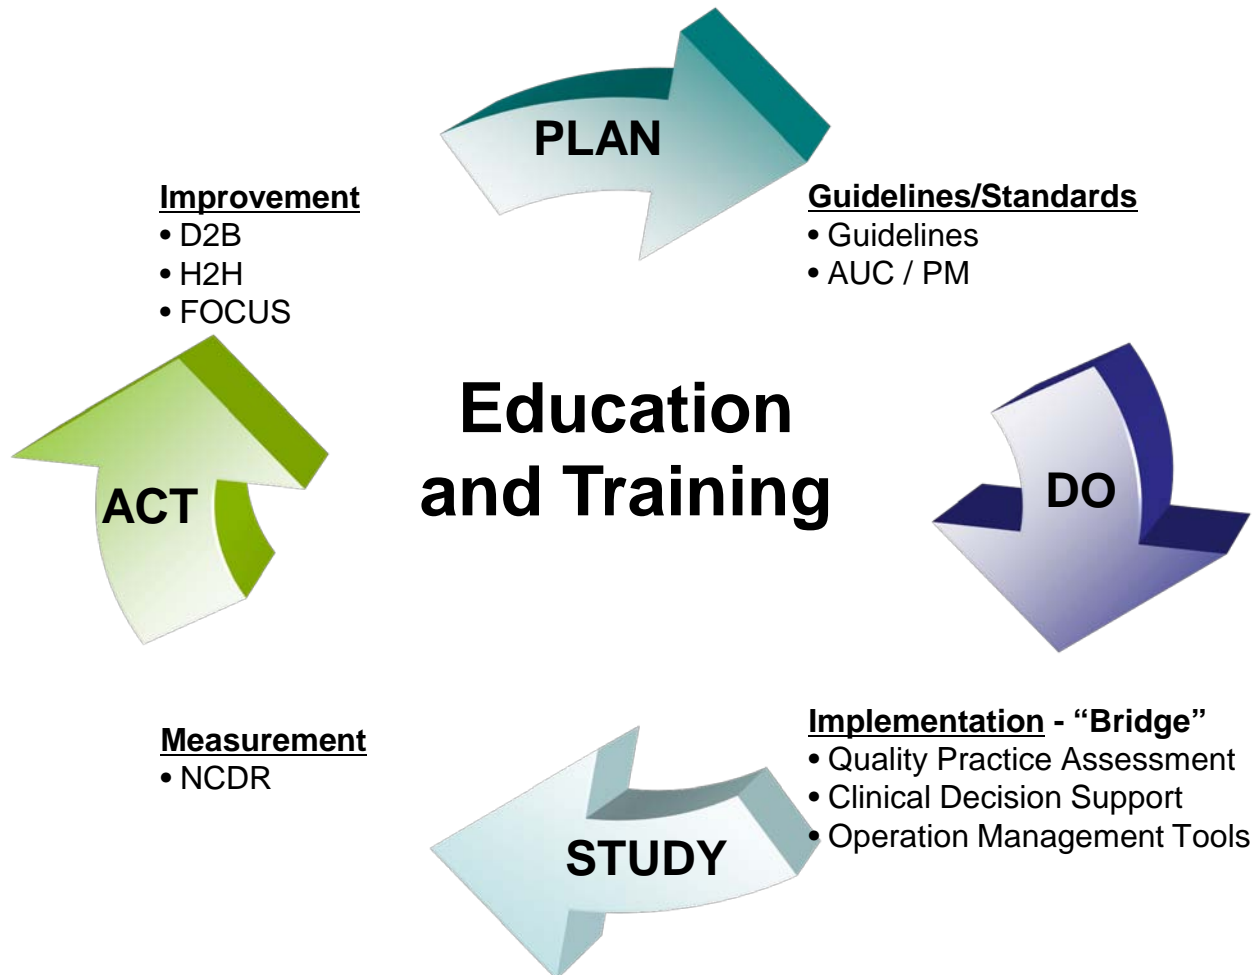 PLAN
Improvement
• D2B
• H2H
• FOCUS
Guidelines/Standards
• Guidelines
• AUC / PM
Education
and Training
ACT
DO
Measurement
• NCDR
Implementation - “Bridge”
• Quality Practice Assessment
• Clinical Decision Support
• Operation Management Tools
STUDY